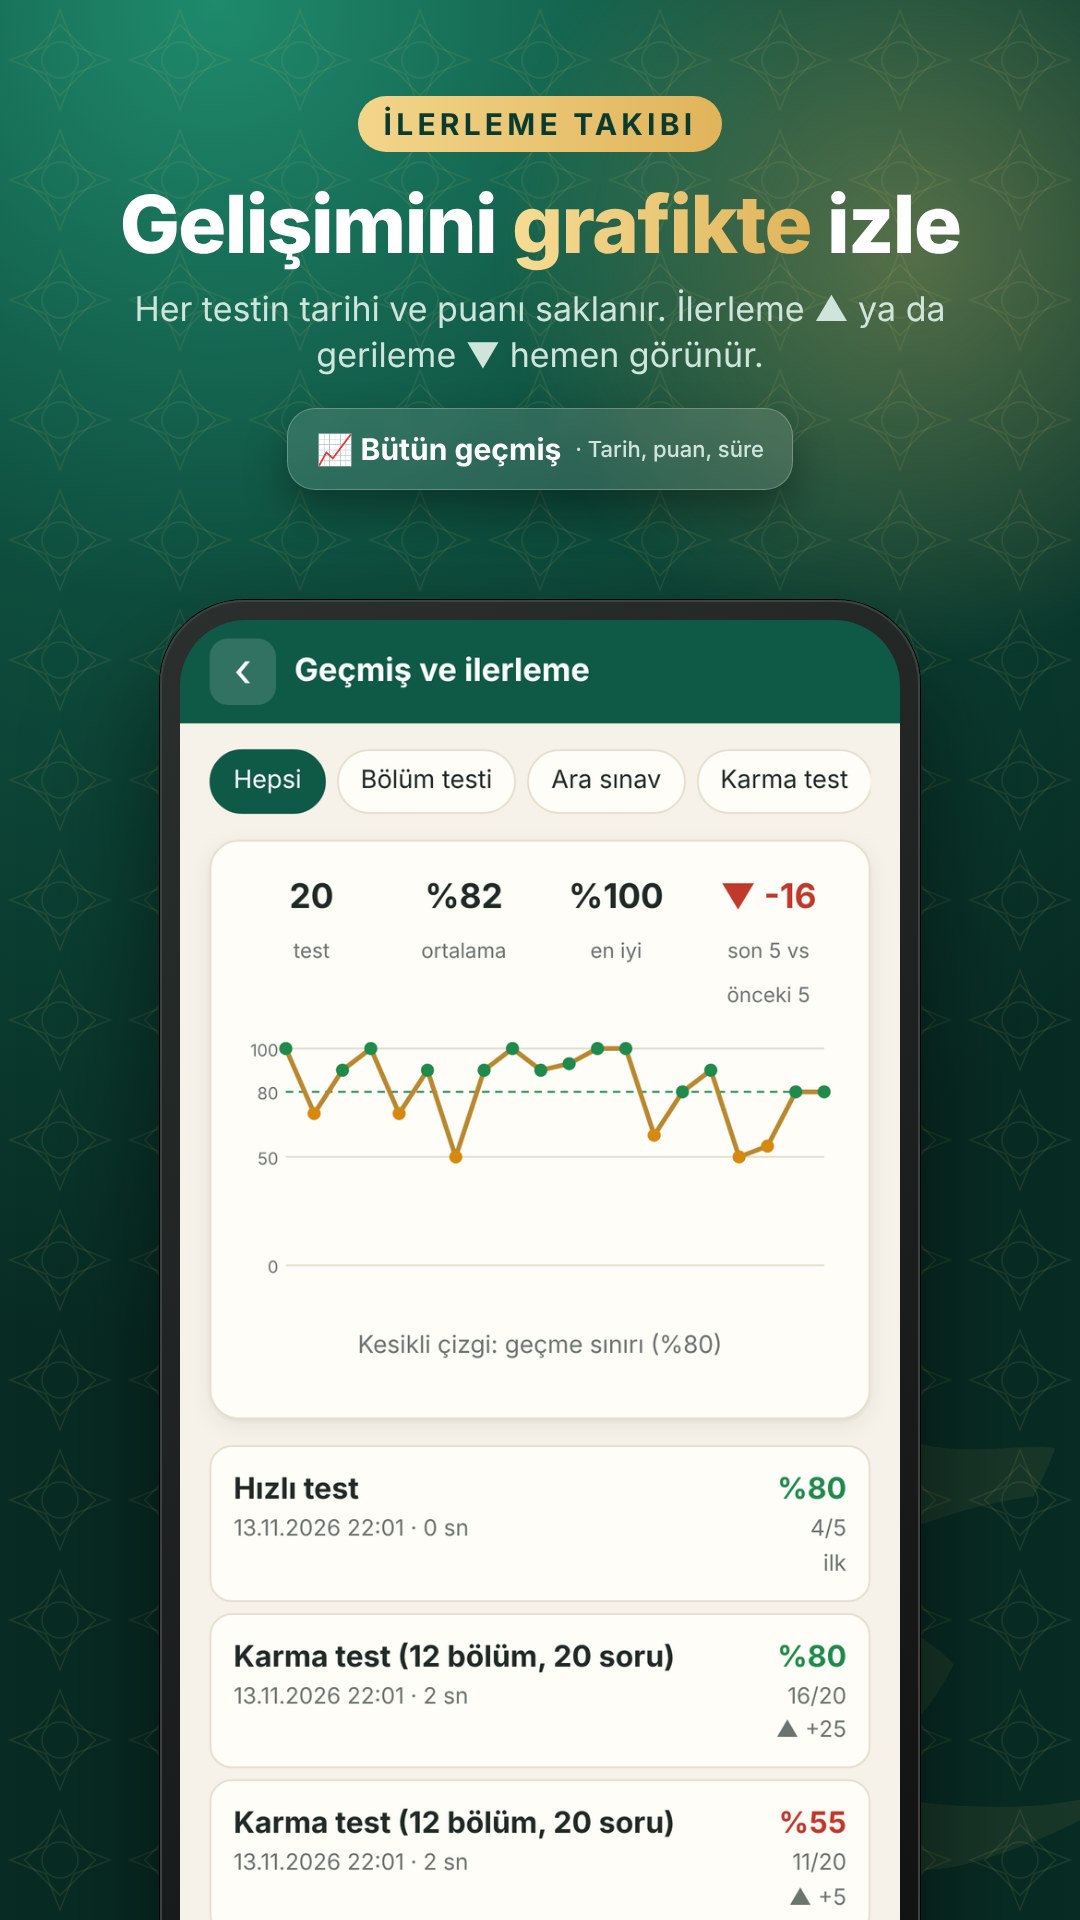 İLERLEME TAKIBI
Gelişimini grafikte izle
Her testin tarihi ve puanı saklanır. İlerleme ▲ ya da
gerileme ▼ hemen görünür.
📈 Bütün geçmiş · Tarih, puan, süre
‹ Geçmiş ve ilerleme
Hepsi Bölüm testi Ara sınav Karma test
20 %82 %100 ▼ -16
test ortalama en iyi son 5 vs
önceki 5
100
80
50
0
Kesikli çizgi: geçme sınırı (%80)
Hızlı test %80
13.11.2026 22:01 · 0 sn 4/5
ilk
Karma test (12 bölüm, 20 soru) %80
13.11.2026 22:01 · 2 sn 16/20
▲ +25
Karma test (12 bölüm, 20 soru) %55
13.11.2026 22:01 · 2 sn 11/20
▲ +5